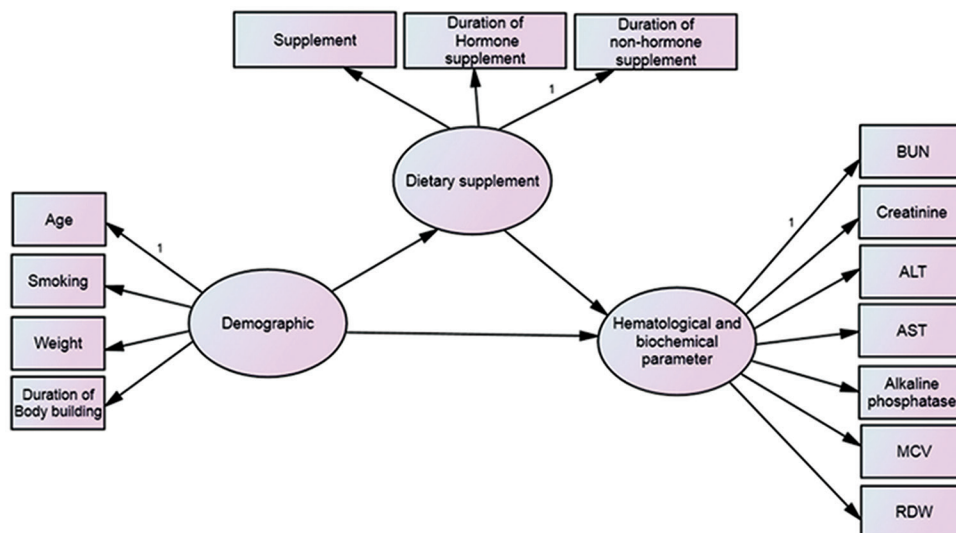 Supplement
Duration of
Hormone
supplement
Duration of
non-hormone
supplement
1
Dietary supplement
Age
Smoking
Weight
Duration of
Body building
1
Demographic
Hematological and
biochemical
parameter
1
BUN
Creatinine
ALT
AST
Alkaline
phosphatase
MCV
RDW